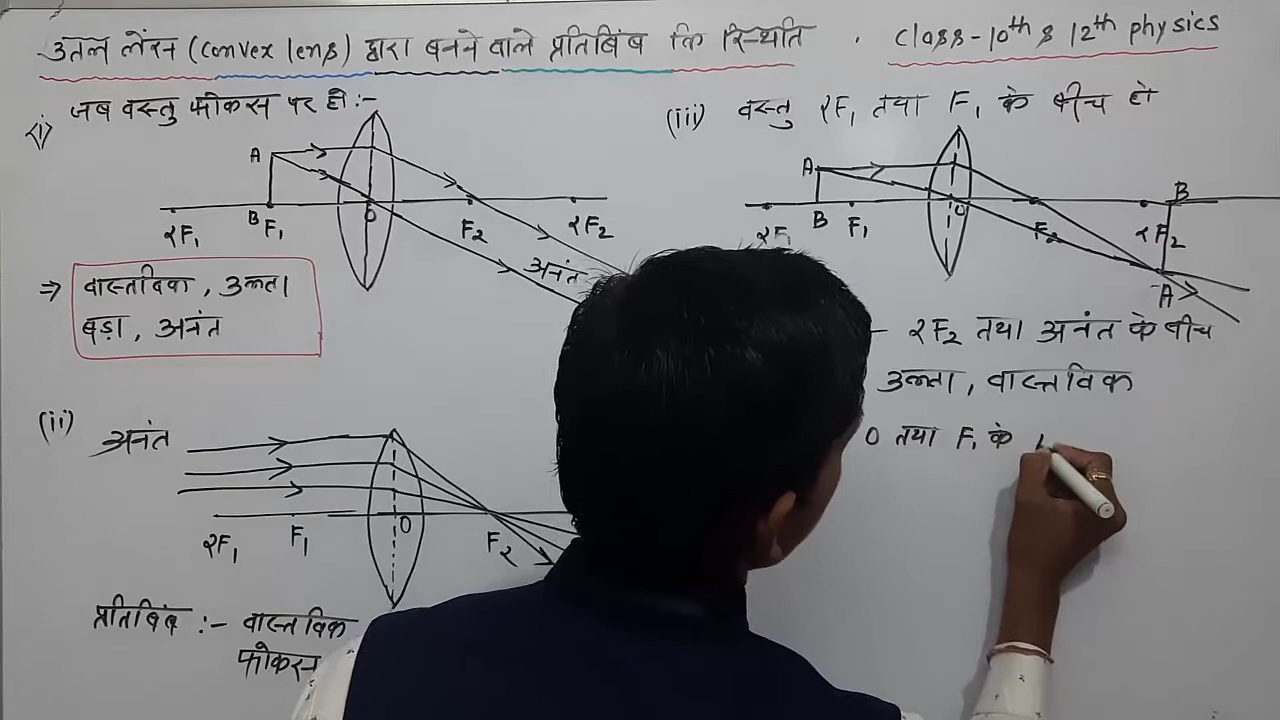 उतल लेंस (Convex lens) द्वारा बनने वाले प्रतिबिंब कि स्थिति .
Class-10th & 12th physics
(i) जब वस्तु फोकस पर हो :-
A
B F1 2F1 O F2 2F2
अनंत
⇒ वास्तविक, उल्टा
बड़ा, अनंत
(ii) अनंत
2F1 F1 O F2
प्रतिबिंब :- वास्तविक
फोकस
(iii) वस्तु 2F1 तथा F1 के बीच हो
A B
2F1 B F1 O F2 2F2
A
- 2F2 तथा अनंत के बीच
उल्टा, वास्तविक
O तथा F1 के